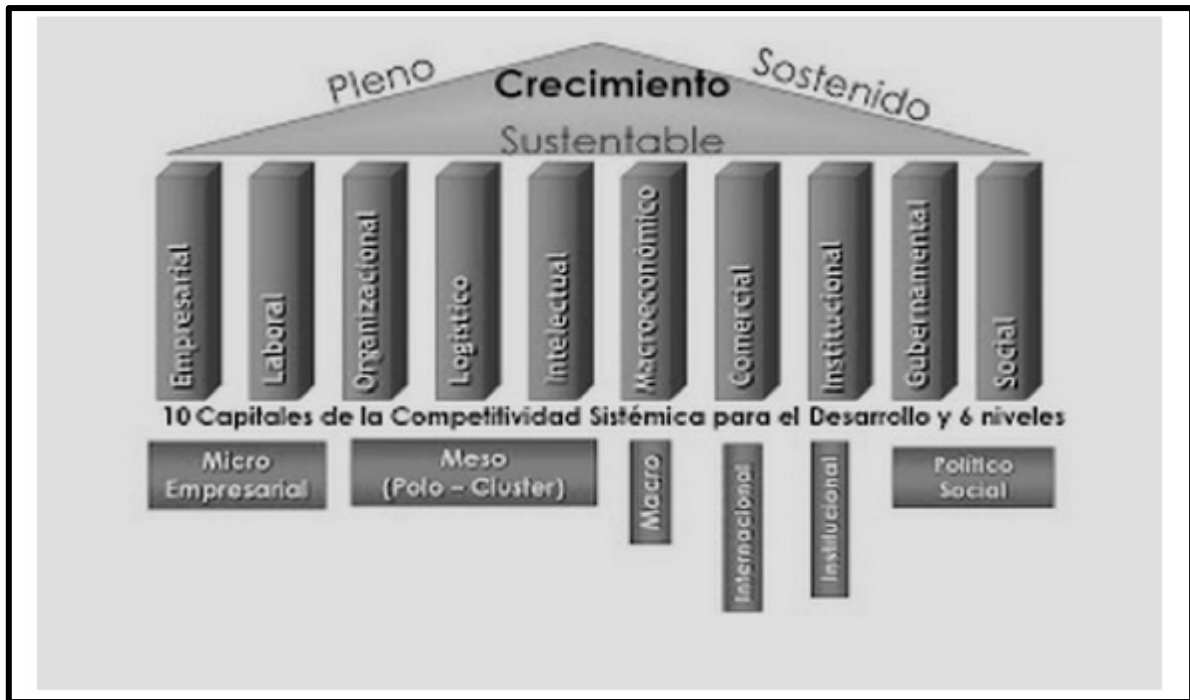 Pleno
Sostenido
Crecimiento
Sustentable
Empresarial
Laboral
Organizacional
Logístico
Intelectual
Macroeconómico
Comercial
Institucional
Gubernamental
Social
10 Capitales de la Competitividad Sistémica para el Desarrollo y 6 niveles
Micro
Empresarial
Meso
(Polo – Cluster)
Macro
Internacional
Institucional
Político
Social